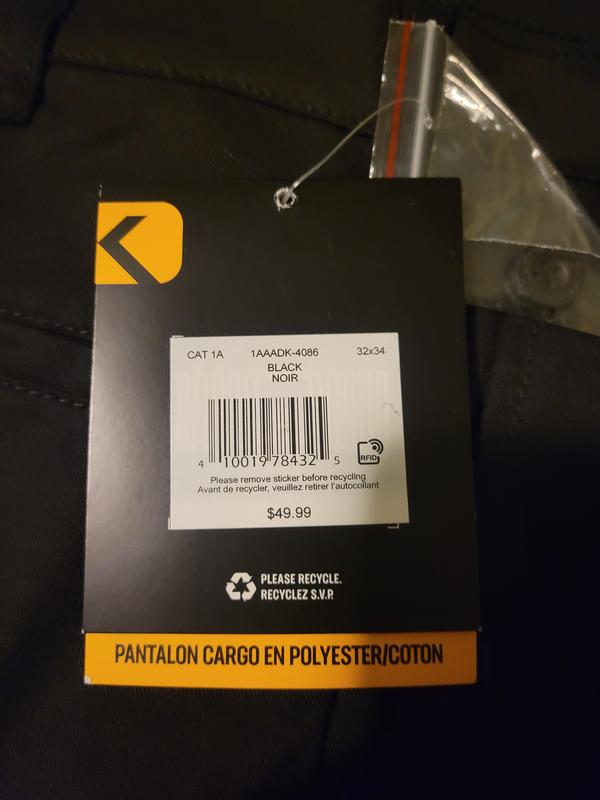 CAT 1A 1AAADK-4086 32x34
BLACK
NOIR
4 10019 78432 5
RFID
Please remove sticker before recycling
Avant de recycler, veuillez retirer l'autocollant
$49.99
PLEASE RECYCLE.
RECYCLEZ S.V.P.
PANTALON CARGO EN POLYESTER/COTON